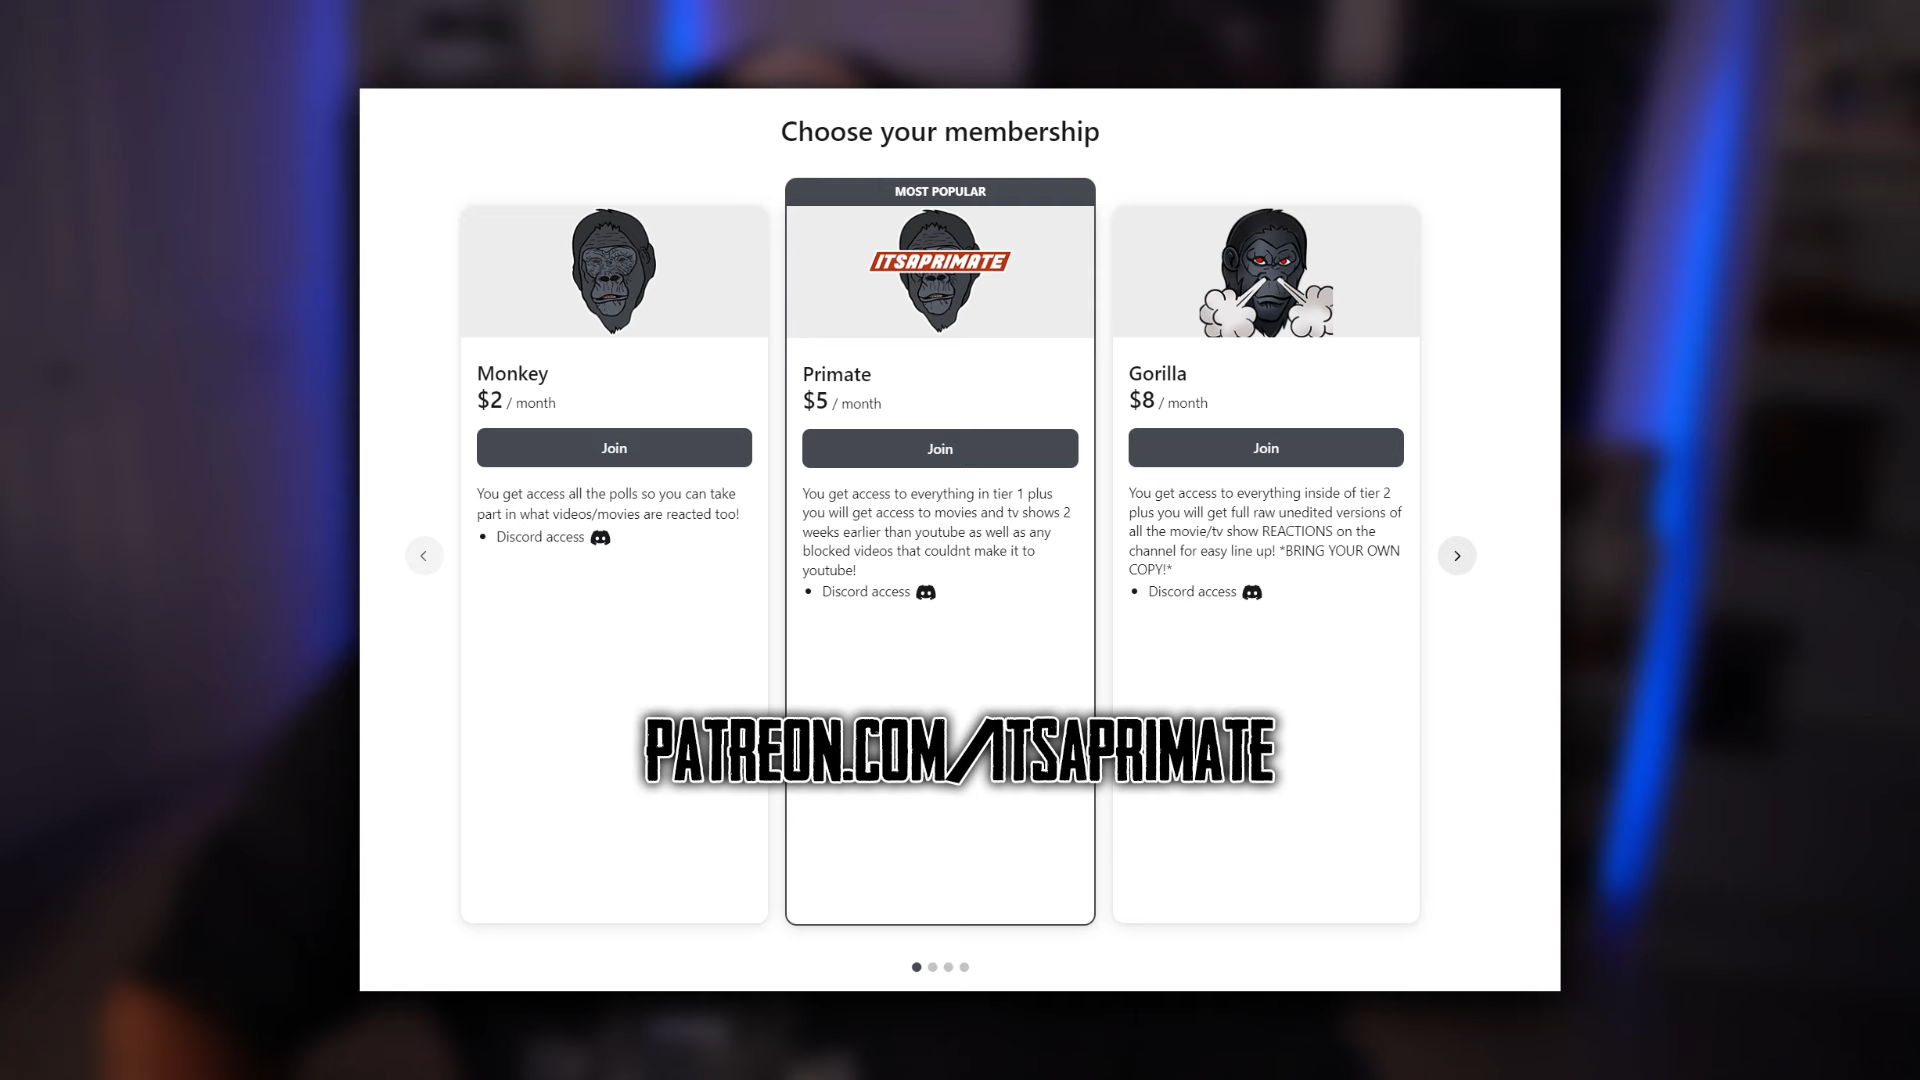 Choose your membership
MOST POPULAR
ITSAPRIMATE
Monkey
$2 / month
Join
You get access all the polls so you can take
part in what videos/movies are reacted too!
• Discord access
Primate
$5 / month
Join
You get access to everything in tier 1 plus
you will get access to movies and tv shows 2
weeks earlier than youtube as well as any
blocked videos that couldnt make it to
youtube!
• Discord access
Gorilla
$8 / month
Join
You get access to everything inside of tier 2
plus you will get full raw unedited versions of
all the movie/tv show REACTIONS on the
channel for easy line up! *BRING YOUR OWN
COPY!*
• Discord access
PATREON.COM/ITSAPRIMATE